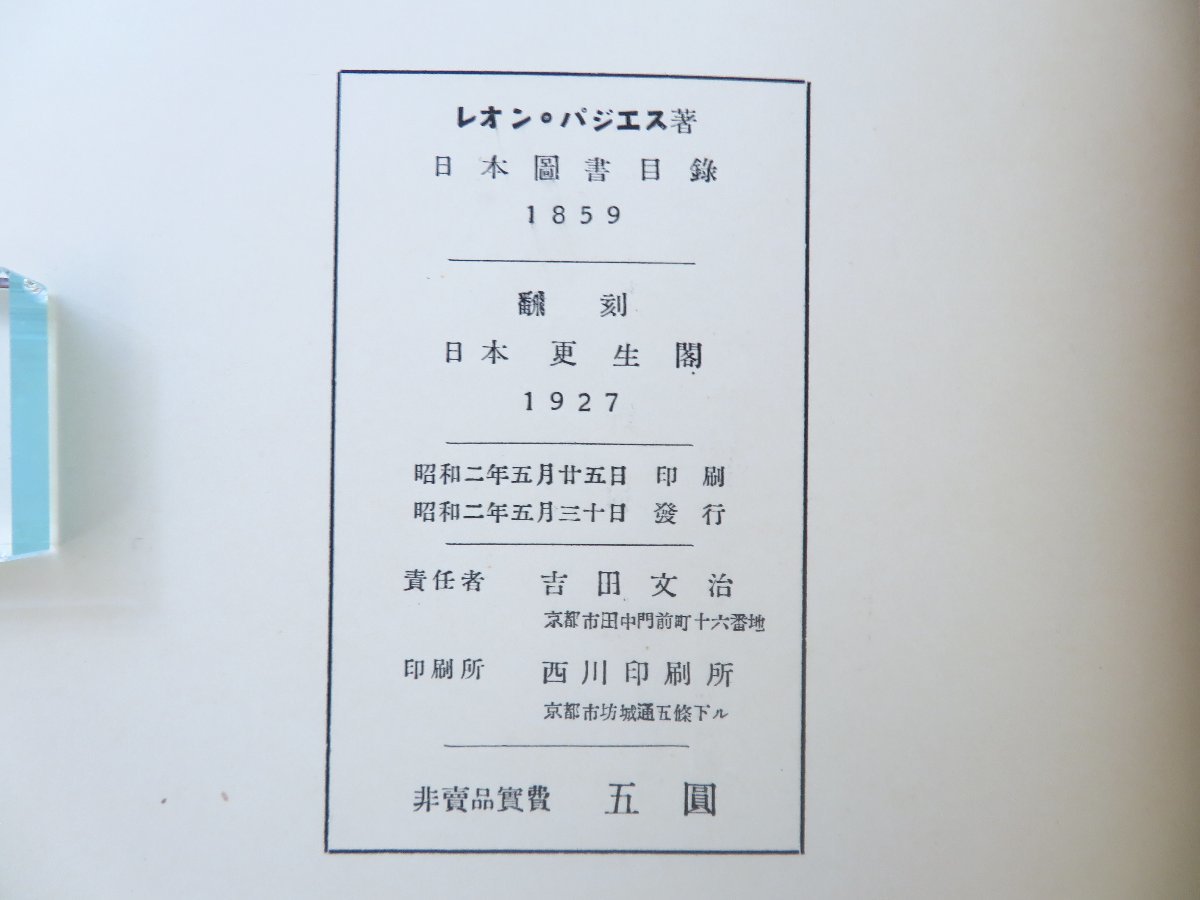 レオン・パジエス著
日本圖書目錄
1859
飜刻
日本 更生閣
1927
昭和二年五月廿五日 印刷
昭和二年五月三十日 發行
責任者 吉田文治
京都市田中門前町十六番地
印刷所 西川印刷所
京都市坊城通五條下ル
非賣品實費 五圓